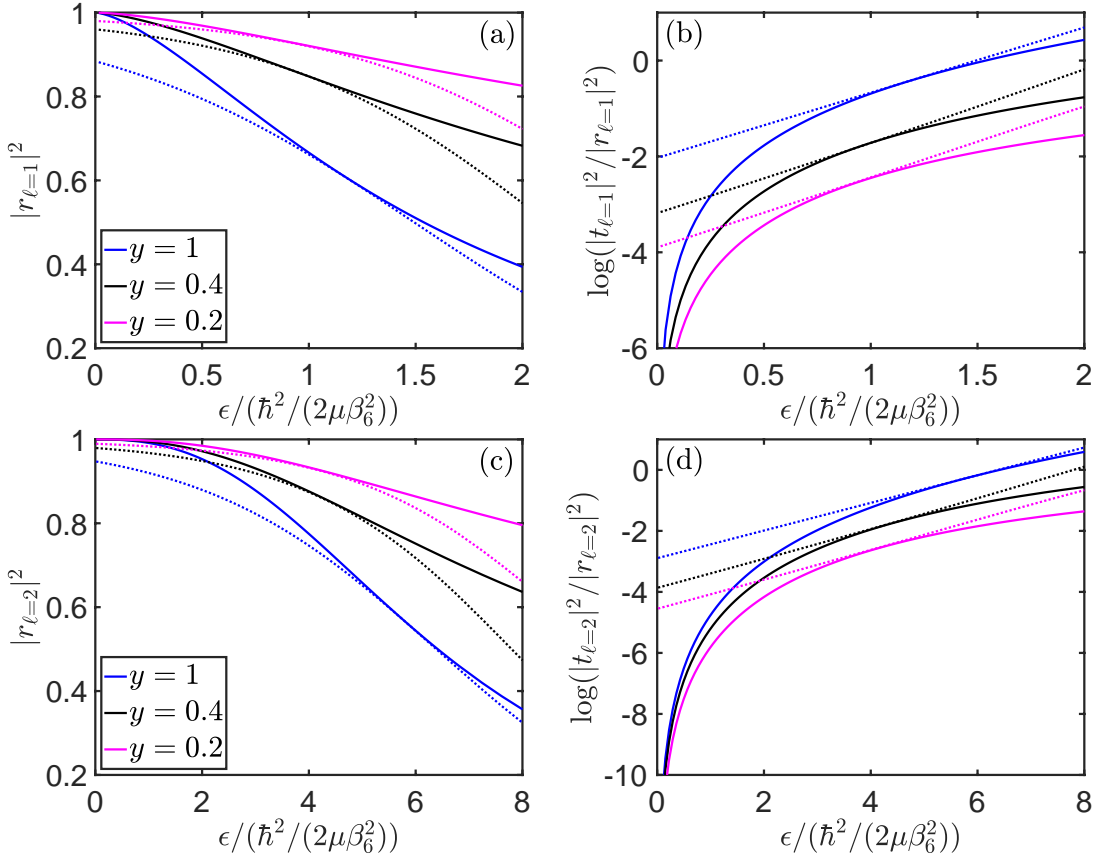 (a)
1
0.8
0.6
0.4
0.2
|r_{ℓ=1}|^2
y = 1
y = 0.4
y = 0.2
0 0.5 1 1.5 2
ϵ/(ħ^2/(2μβ_6^2))
(b)
0
-2
-4
-6
log(|t_{ℓ=1}|^2/|r_{ℓ=1}|^2)
0 0.5 1 1.5 2
ϵ/(ħ^2/(2μβ_6^2))
(c)
1
0.8
0.6
0.4
0.2
|r_{ℓ=2}|^2
y = 1
y = 0.4
y = 0.2
0 2 4 6 8
ϵ/(ħ^2/(2μβ_6^2))
(d)
0
-2
-4
-6
-8
-10
log(|t_{ℓ=2}|^2/|r_{ℓ=2}|^2)
0 2 4 6 8
ϵ/(ħ^2/(2μβ_6^2))